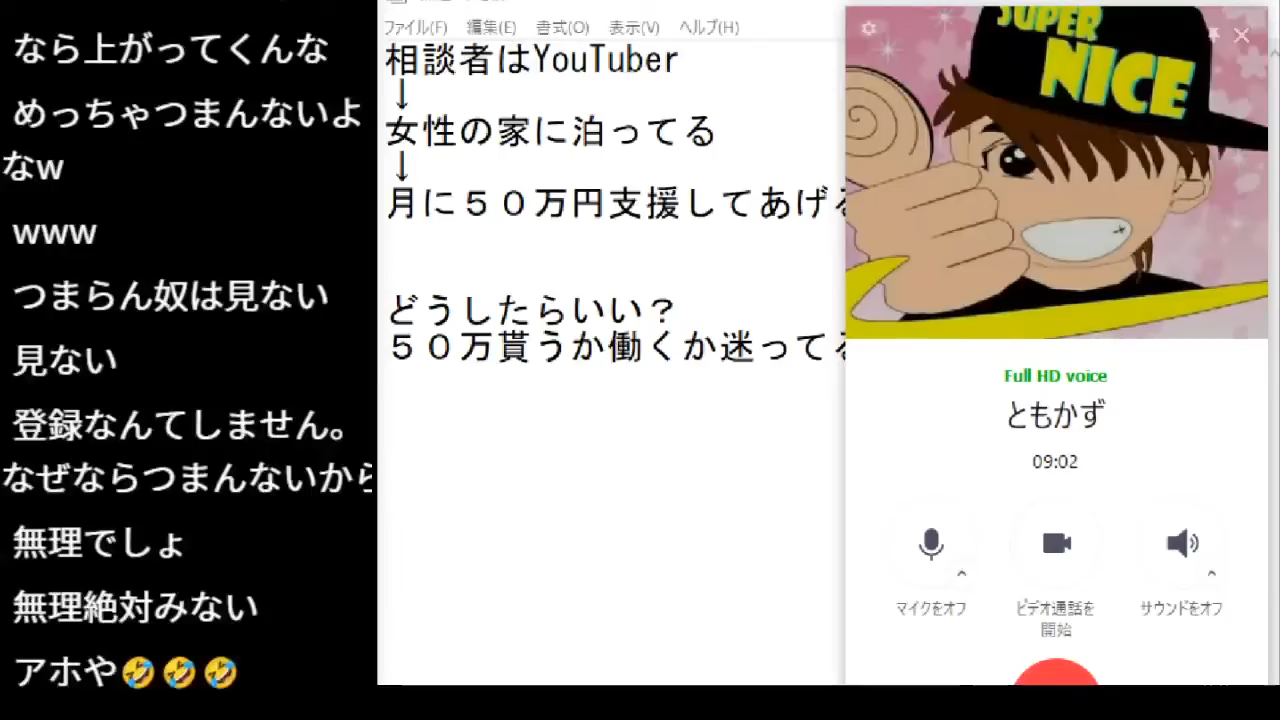 なら上がってくんな
めっちゃつまんないよ
なw
www
つまらん奴は見ない
見ない
登録なんてしません。
なぜならつまんないから
無理でしょ
無理絶対みない
アホや🤣🤣🤣
ファイル(F) 編集(E) 書式(O) 表示(V) ヘルプ(H)
相談者はYouTuber
↓
女性の家に泊ってる
↓
月に５０万円支援してあげる
どうしたらいい？
５０万貰うか働くか迷ってる
SUPER
NICE
Full HD voice
ともかず
09:02
マイクをオフ
ビデオ通話を
開始
サウンドをオフ